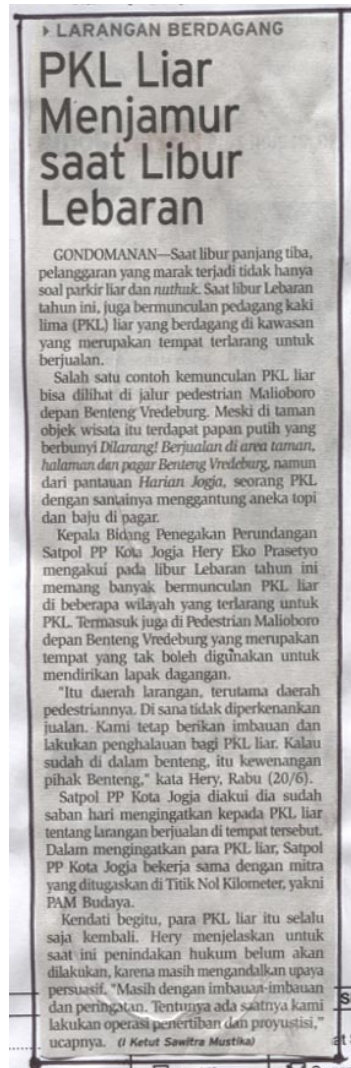 ▸ LARANGAN BERDAGANG
PKL Liar
Menjamur
saat Libur
Lebaran
GONDOMANAN—Saat libur panjang tiba,
pelanggaran yang marak terjadi tidak hanya
soal parkir liar dan nuthuk. Saat libur Lebaran
tahun ini, juga bermunculan pedagang kaki
lima (PKL) liar yang berdagang di kawasan
yang merupakan tempat terlarang untuk
berjualan.
Salah satu contoh kemunculan PKL liar
bisa dilihat di jalur pedestrian Malioboro
depan Benteng Vredeburg. Meski di taman
objek wisata itu terdapat papan putih yang
berbunyi Dilarang! Berjualan di area taman,
halaman dan pagar Benteng Vredeburg, namun
dari pantauan Harian Jogja, seorang PKL
dengan santainya menggantung aneka topi
dan baju di pagar.
Kepala Bidang Penegakan Perundangan
Satpol PP Kota Jogja Hery Eko Prasetyo
mengakui pada libur Lebaran tahun ini
memang banyak bermunculan PKL liar
di beberapa wilayah yang terlarang untuk
PKL. Termasuk juga di Pedestrian Malioboro
depan Benteng Vredeburg yang merupakan
tempat yang tak boleh digunakan untuk
mendirikan lapak dagangan.
"Itu daerah larangan, terutama daerah
pedestriannya. Di sana tidak diperkenankan
jualan. Kami tetap berikan imbauan dan
lakukan penghalauan bagi PKL liar. Kalau
sudah di dalam benteng, itu kewenangan
pihak Benteng," kata Hery, Rabu (20/6).
Satpol PP Kota Jogja diakui dia sudah
saban hari mengingatkan kepada PKL liar
tentang larangan berjualan di tempat tersebut.
Dalam mengingatkan para PKL liar, Satpol
PP Kota Jogja bekerja sama dengan mitra
yang ditugaskan di Titik Nol Kilometer, yakni
PAM Budaya.
Kendati begitu, para PKL liar itu selalu
saja kembali. Hery menjelaskan untuk
saat ini penindakan hukum belum akan
dilakukan, karena masih mengandalkan upaya
persuasif. "Masih dengan imbauan-imbauan
dan peringatan. Tentunya ada saatnya kami
lakukan operasi penertiban dan proyustisi,"
ucapnya. (I Ketut Sawitra Mustika)